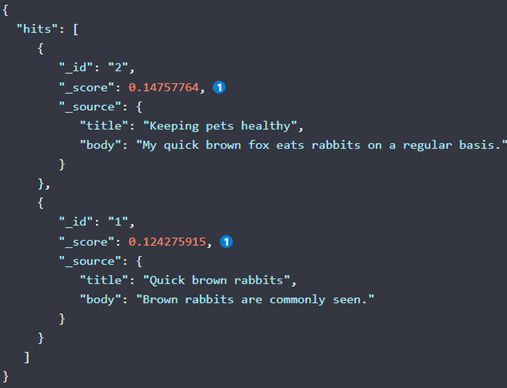 {
  "hits": [
    {
      "_id": "2",
      "_score": 0.14757764, 1
      "_source": {
        "title": "Keeping pets healthy",
        "body": "My quick brown fox eats rabbits on a regular basis."
      }
    },
    {
      "_id": "1",
      "_score": 0.124275915, 1
      "_source": {
        "title": "Quick brown rabbits",
        "body": "Brown rabbits are commonly seen."
      }
    }
  ]
}